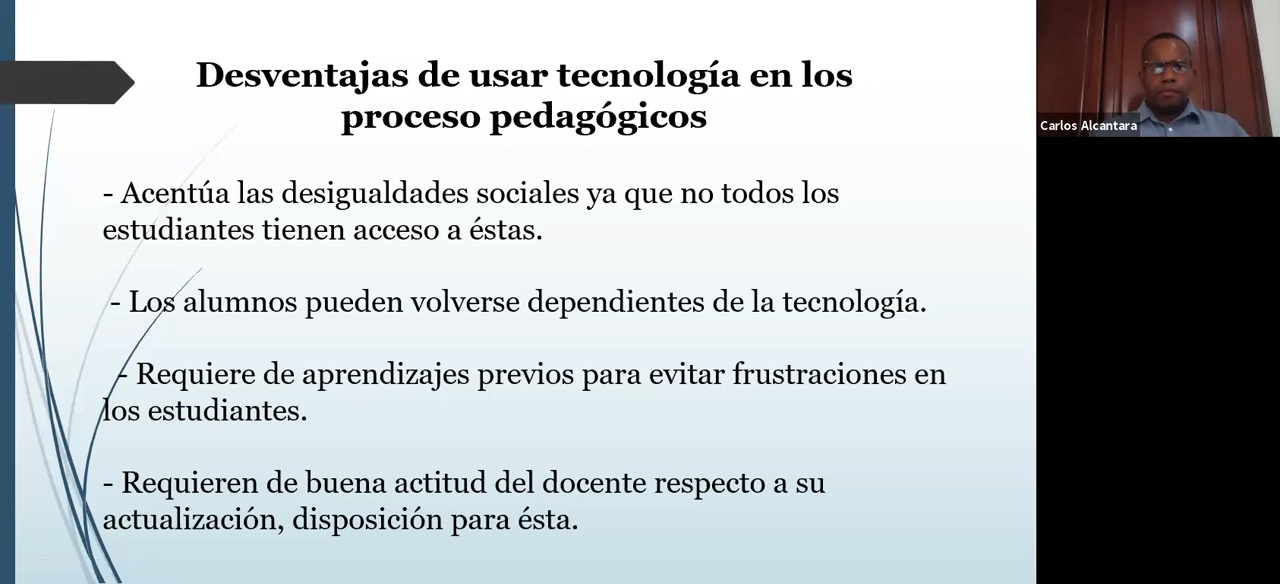 Desventajas de usar tecnología en los
proceso pedagógicos
- Acentúa las desigualdades sociales ya que no todos los
estudiantes tienen acceso a éstas.
- Los alumnos pueden volverse dependientes de la tecnología.
- Requiere de aprendizajes previos para evitar frustraciones en
los estudiantes.
- Requieren de buena actitud del docente respecto a su
actualización, disposición para ésta.
Carlos Alcantara